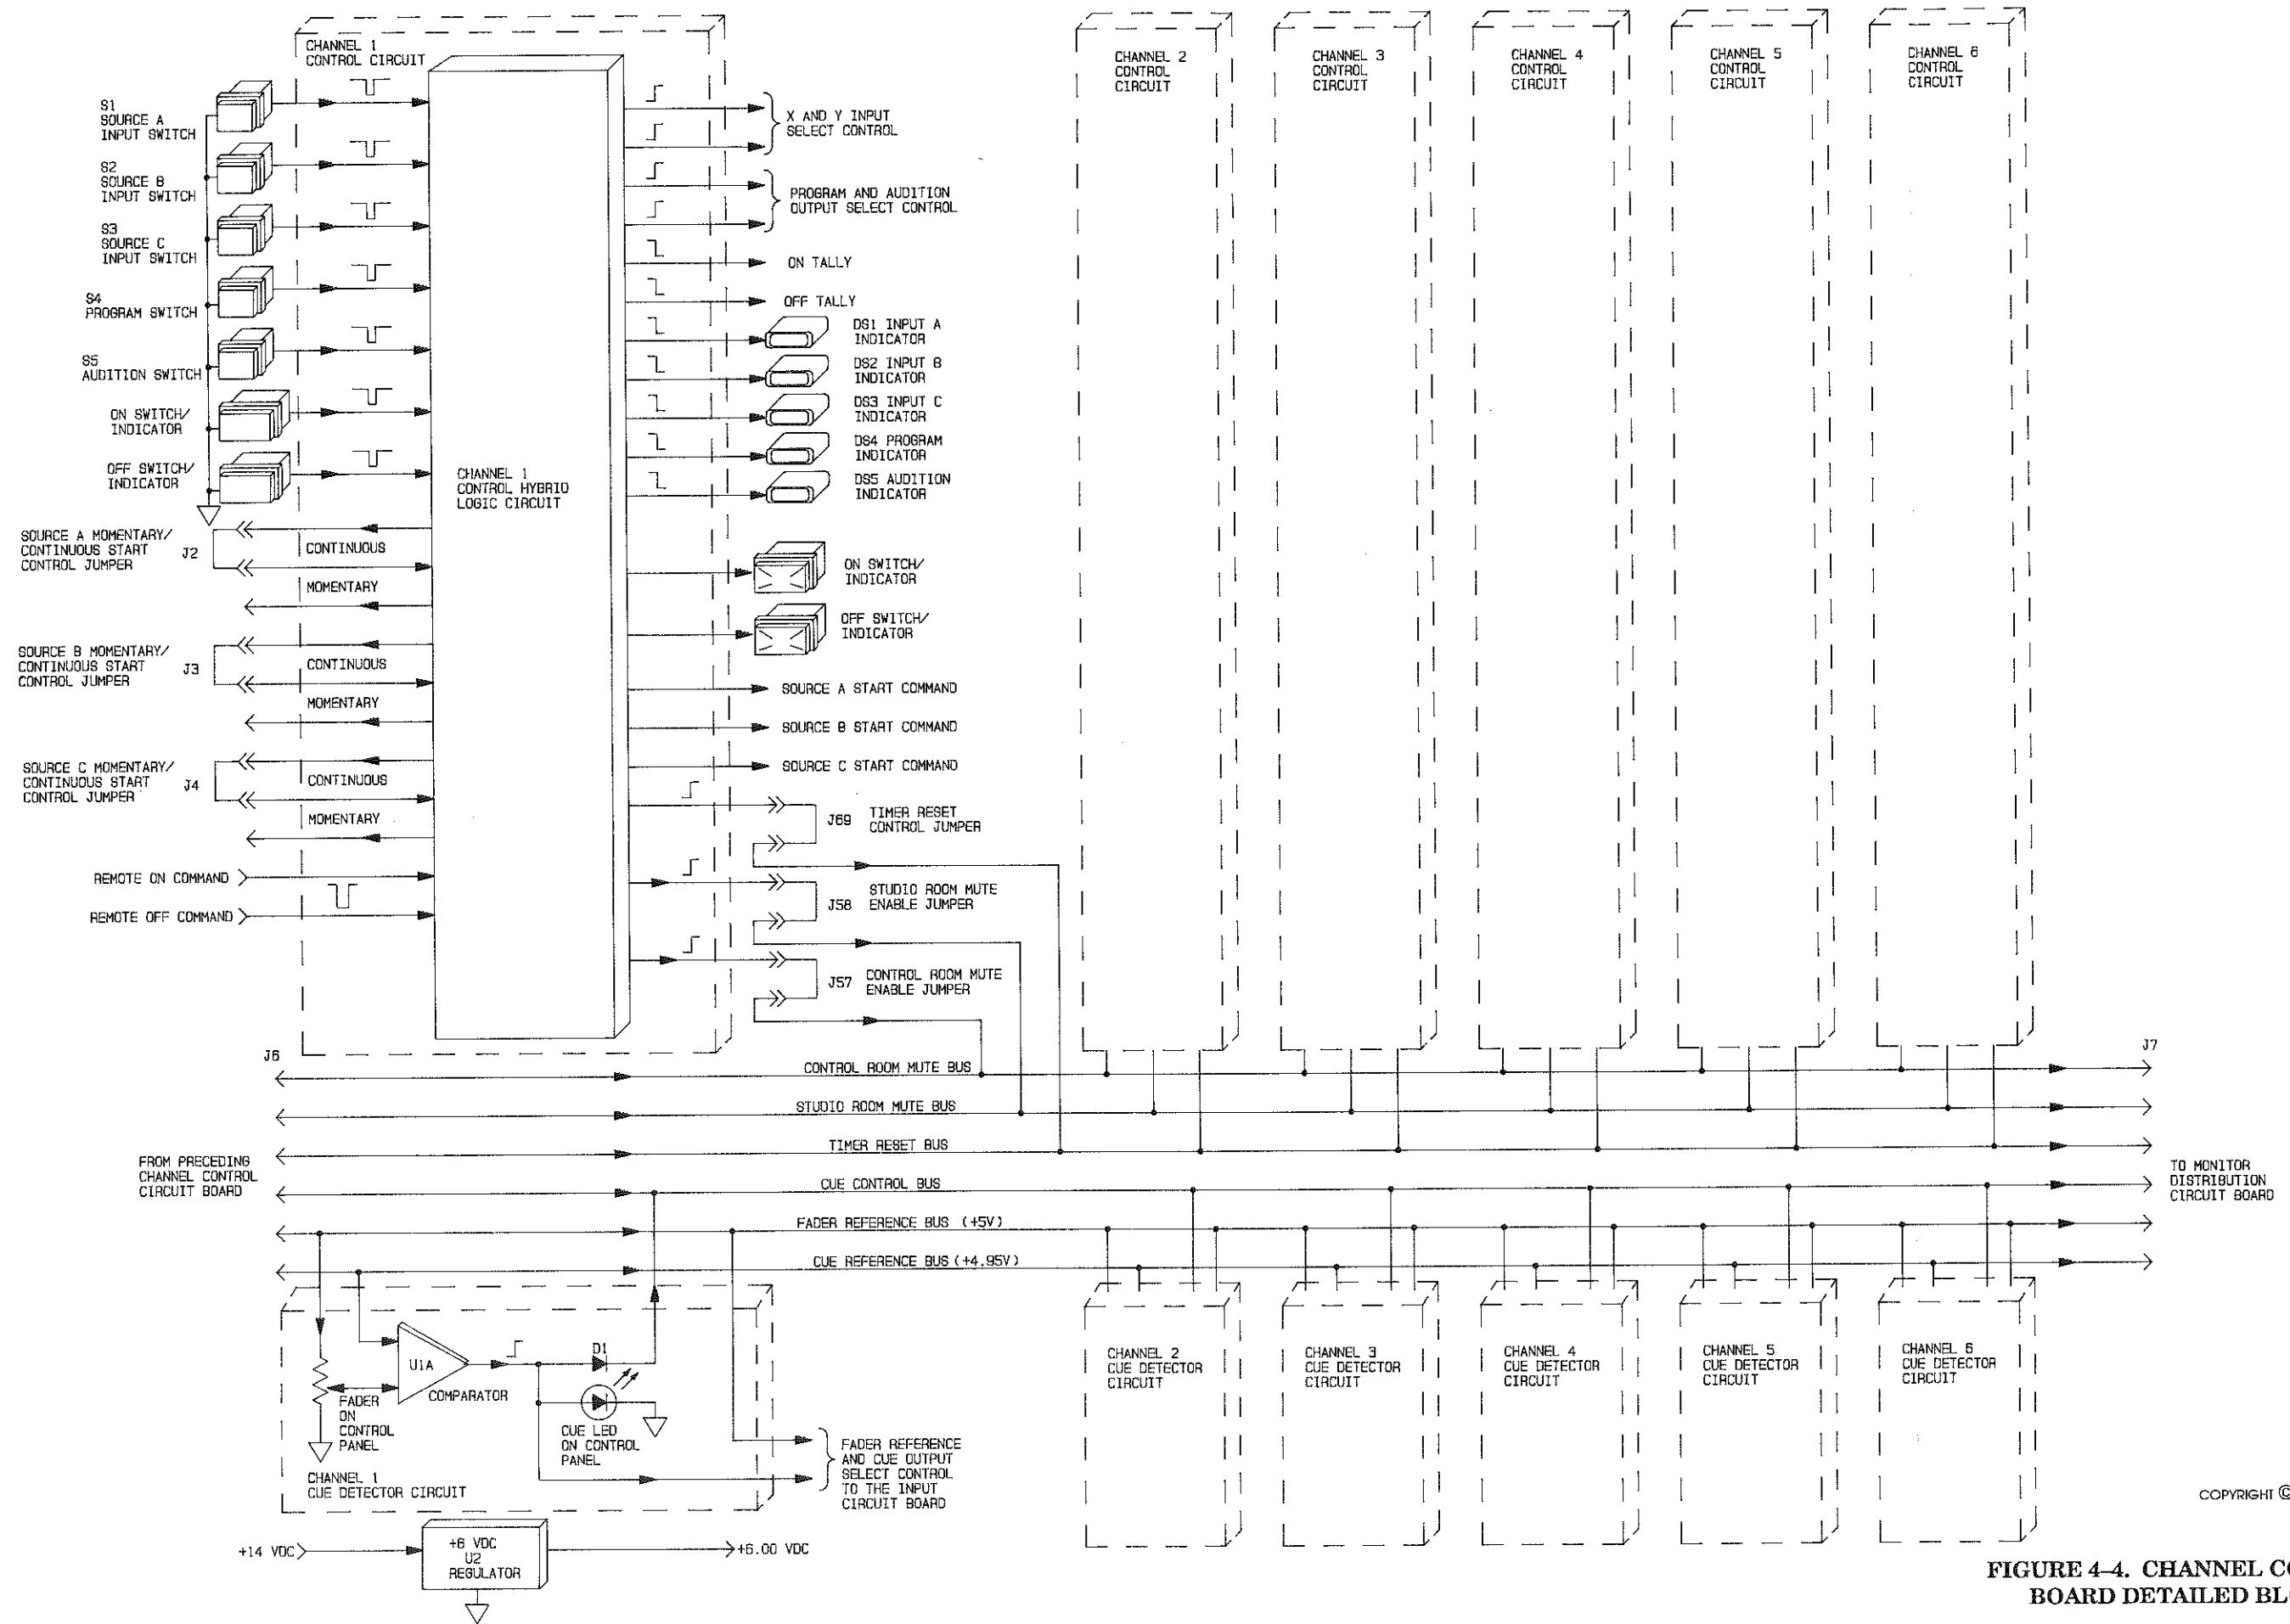 CHANNEL 1
CONTROL CIRCUIT
S1
SOURCE A
INPUT SWITCH
S2
SOURCE B
INPUT SWITCH
S3
SOURCE C
INPUT SWITCH
S4
PROGRAM SWITCH
S5
AUDITION SWITCH
ON SWITCH/
INDICATOR
OFF SWITCH/
INDICATOR
SOURCE A MOMENTARY/
CONTINUOUS START
CONTROL JUMPER
J2
CONTINUOUS
MOMENTARY
SOURCE B MOMENTARY/
CONTINUOUS START
CONTROL JUMPER
J3
CONTINUOUS
MOMENTARY
SOURCE C MOMENTARY/
CONTINUOUS START
CONTROL JUMPER
J4
CONTINUOUS
MOMENTARY
REMOTE ON COMMAND
REMOTE OFF COMMAND
CHANNEL 1
CONTROL HYBRID
LOGIC CIRCUIT
X AND Y INPUT
SELECT CONTROL
PROGRAM AND AUDITION
OUTPUT SELECT CONTROL
ON TALLY
OFF TALLY
DS1 INPUT A
INDICATOR
DS2 INPUT B
INDICATOR
DS3 INPUT C
INDICATOR
DS4 PROGRAM
INDICATOR
DS5 AUDITION
INDICATOR
ON SWITCH/
INDICATOR
OFF SWITCH/
INDICATOR
SOURCE A START COMMAND
SOURCE B START COMMAND
SOURCE C START COMMAND
J69
TIMER RESET
CONTROL JUMPER
J58
STUDIO ROOM MUTE
ENABLE JUMPER
J57
CONTROL ROOM MUTE
ENABLE JUMPER
CHANNEL 2
CONTROL
CIRCUIT
CHANNEL 3
CONTROL
CIRCUIT
CHANNEL 4
CONTROL
CIRCUIT
CHANNEL 5
CONTROL
CIRCUIT
CHANNEL 6
CONTROL
CIRCUIT
J6
J7
CONTROL ROOM MUTE BUS
STUDIO ROOM MUTE BUS
TIMER RESET BUS
CUE CONTROL BUS
FADER REFERENCE BUS (+5V)
CUE REFERENCE BUS (+4.95V)
FROM PRECEDING
CHANNEL CONTROL
CIRCUIT BOARD
TO MONITOR
DISTRIBUTION
CIRCUIT BOARD
U1A
COMPARATOR
D1
FADER
ON
CONTROL
PANEL
CUE LED
ON CONTROL
PANEL
CHANNEL 1
CUE DETECTOR CIRCUIT
FADER REFERENCE
AND CUE OUTPUT
SELECT CONTROL
TO THE INPUT
CIRCUIT BOARD
CHANNEL 2
CUE DETECTOR
CIRCUIT
CHANNEL 3
CUE DETECTOR
CIRCUIT
CHANNEL 4
CUE DETECTOR
CIRCUIT
CHANNEL 5
CUE DETECTOR
CIRCUIT
CHANNEL 6
CUE DETECTOR
CIRCUIT
+14 VDC
+6 VDC
U2
REGULATOR
+6.00 VDC
COPYRIGHT ©
FIGURE 4-4. CHANNEL CO
BOARD DETAILED BL